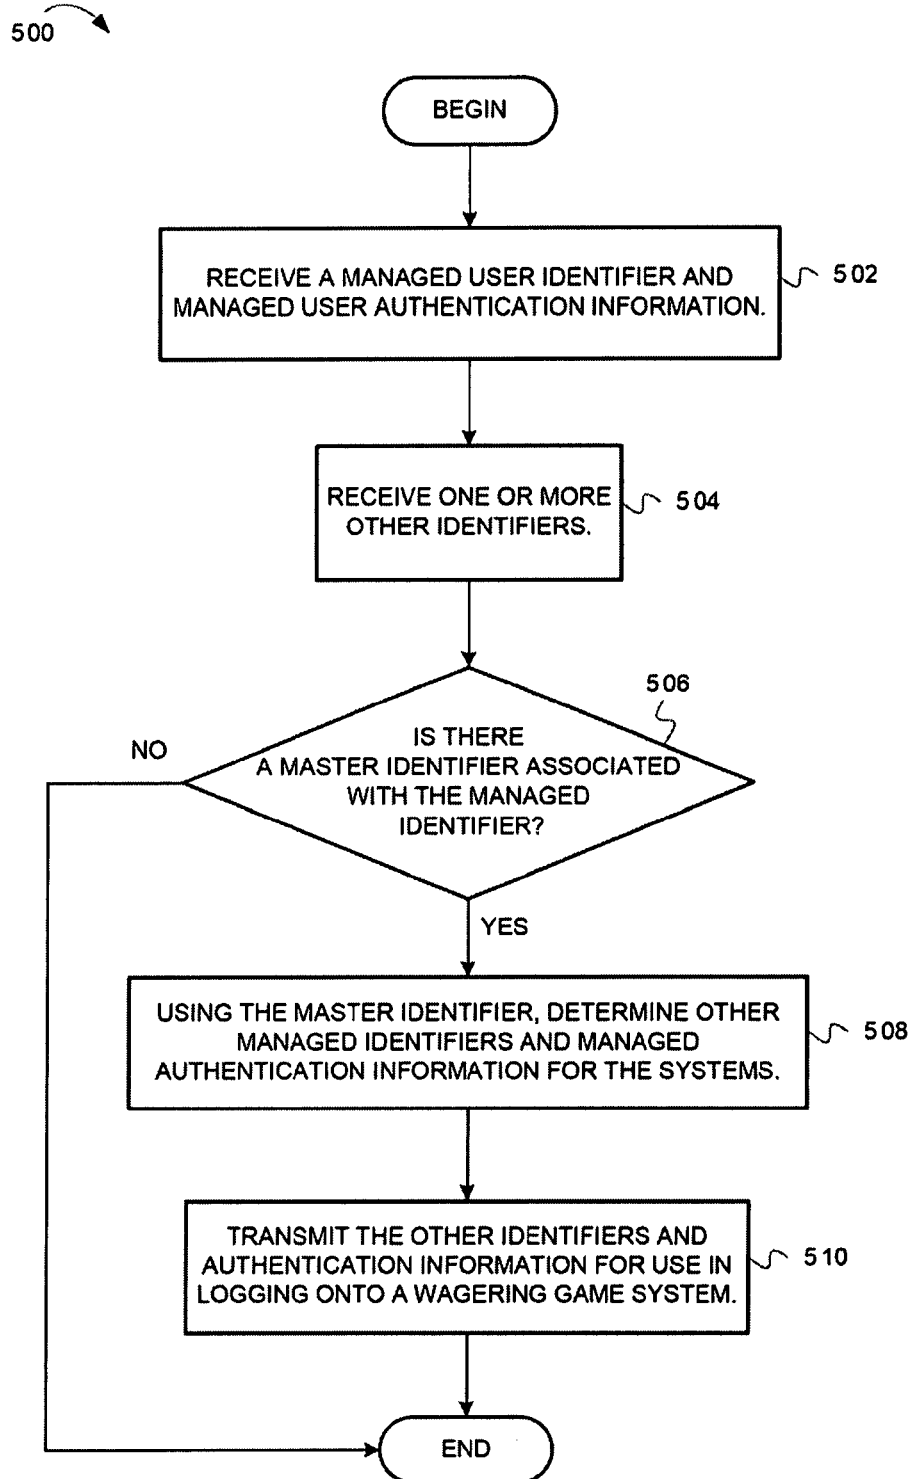 500
BEGIN
RECEIVE A MANAGED USER IDENTIFIER AND
MANAGED USER AUTHENTICATION INFORMATION.
502
RECEIVE ONE OR MORE
OTHER IDENTIFIERS.
504
506
IS THERE
A MASTER IDENTIFIER ASSOCIATED
WITH THE MANAGED
IDENTIFIER?
NO
YES
USING THE MASTER IDENTIFIER, DETERMINE OTHER
MANAGED IDENTIFIERS AND MANAGED
AUTHENTICATION INFORMATION FOR THE SYSTEMS.
508
TRANSMIT THE OTHER IDENTIFIERS AND
AUTHENTICATION INFORMATION FOR USE IN
LOGGING ONTO A WAGERING GAME SYSTEM.
510
END